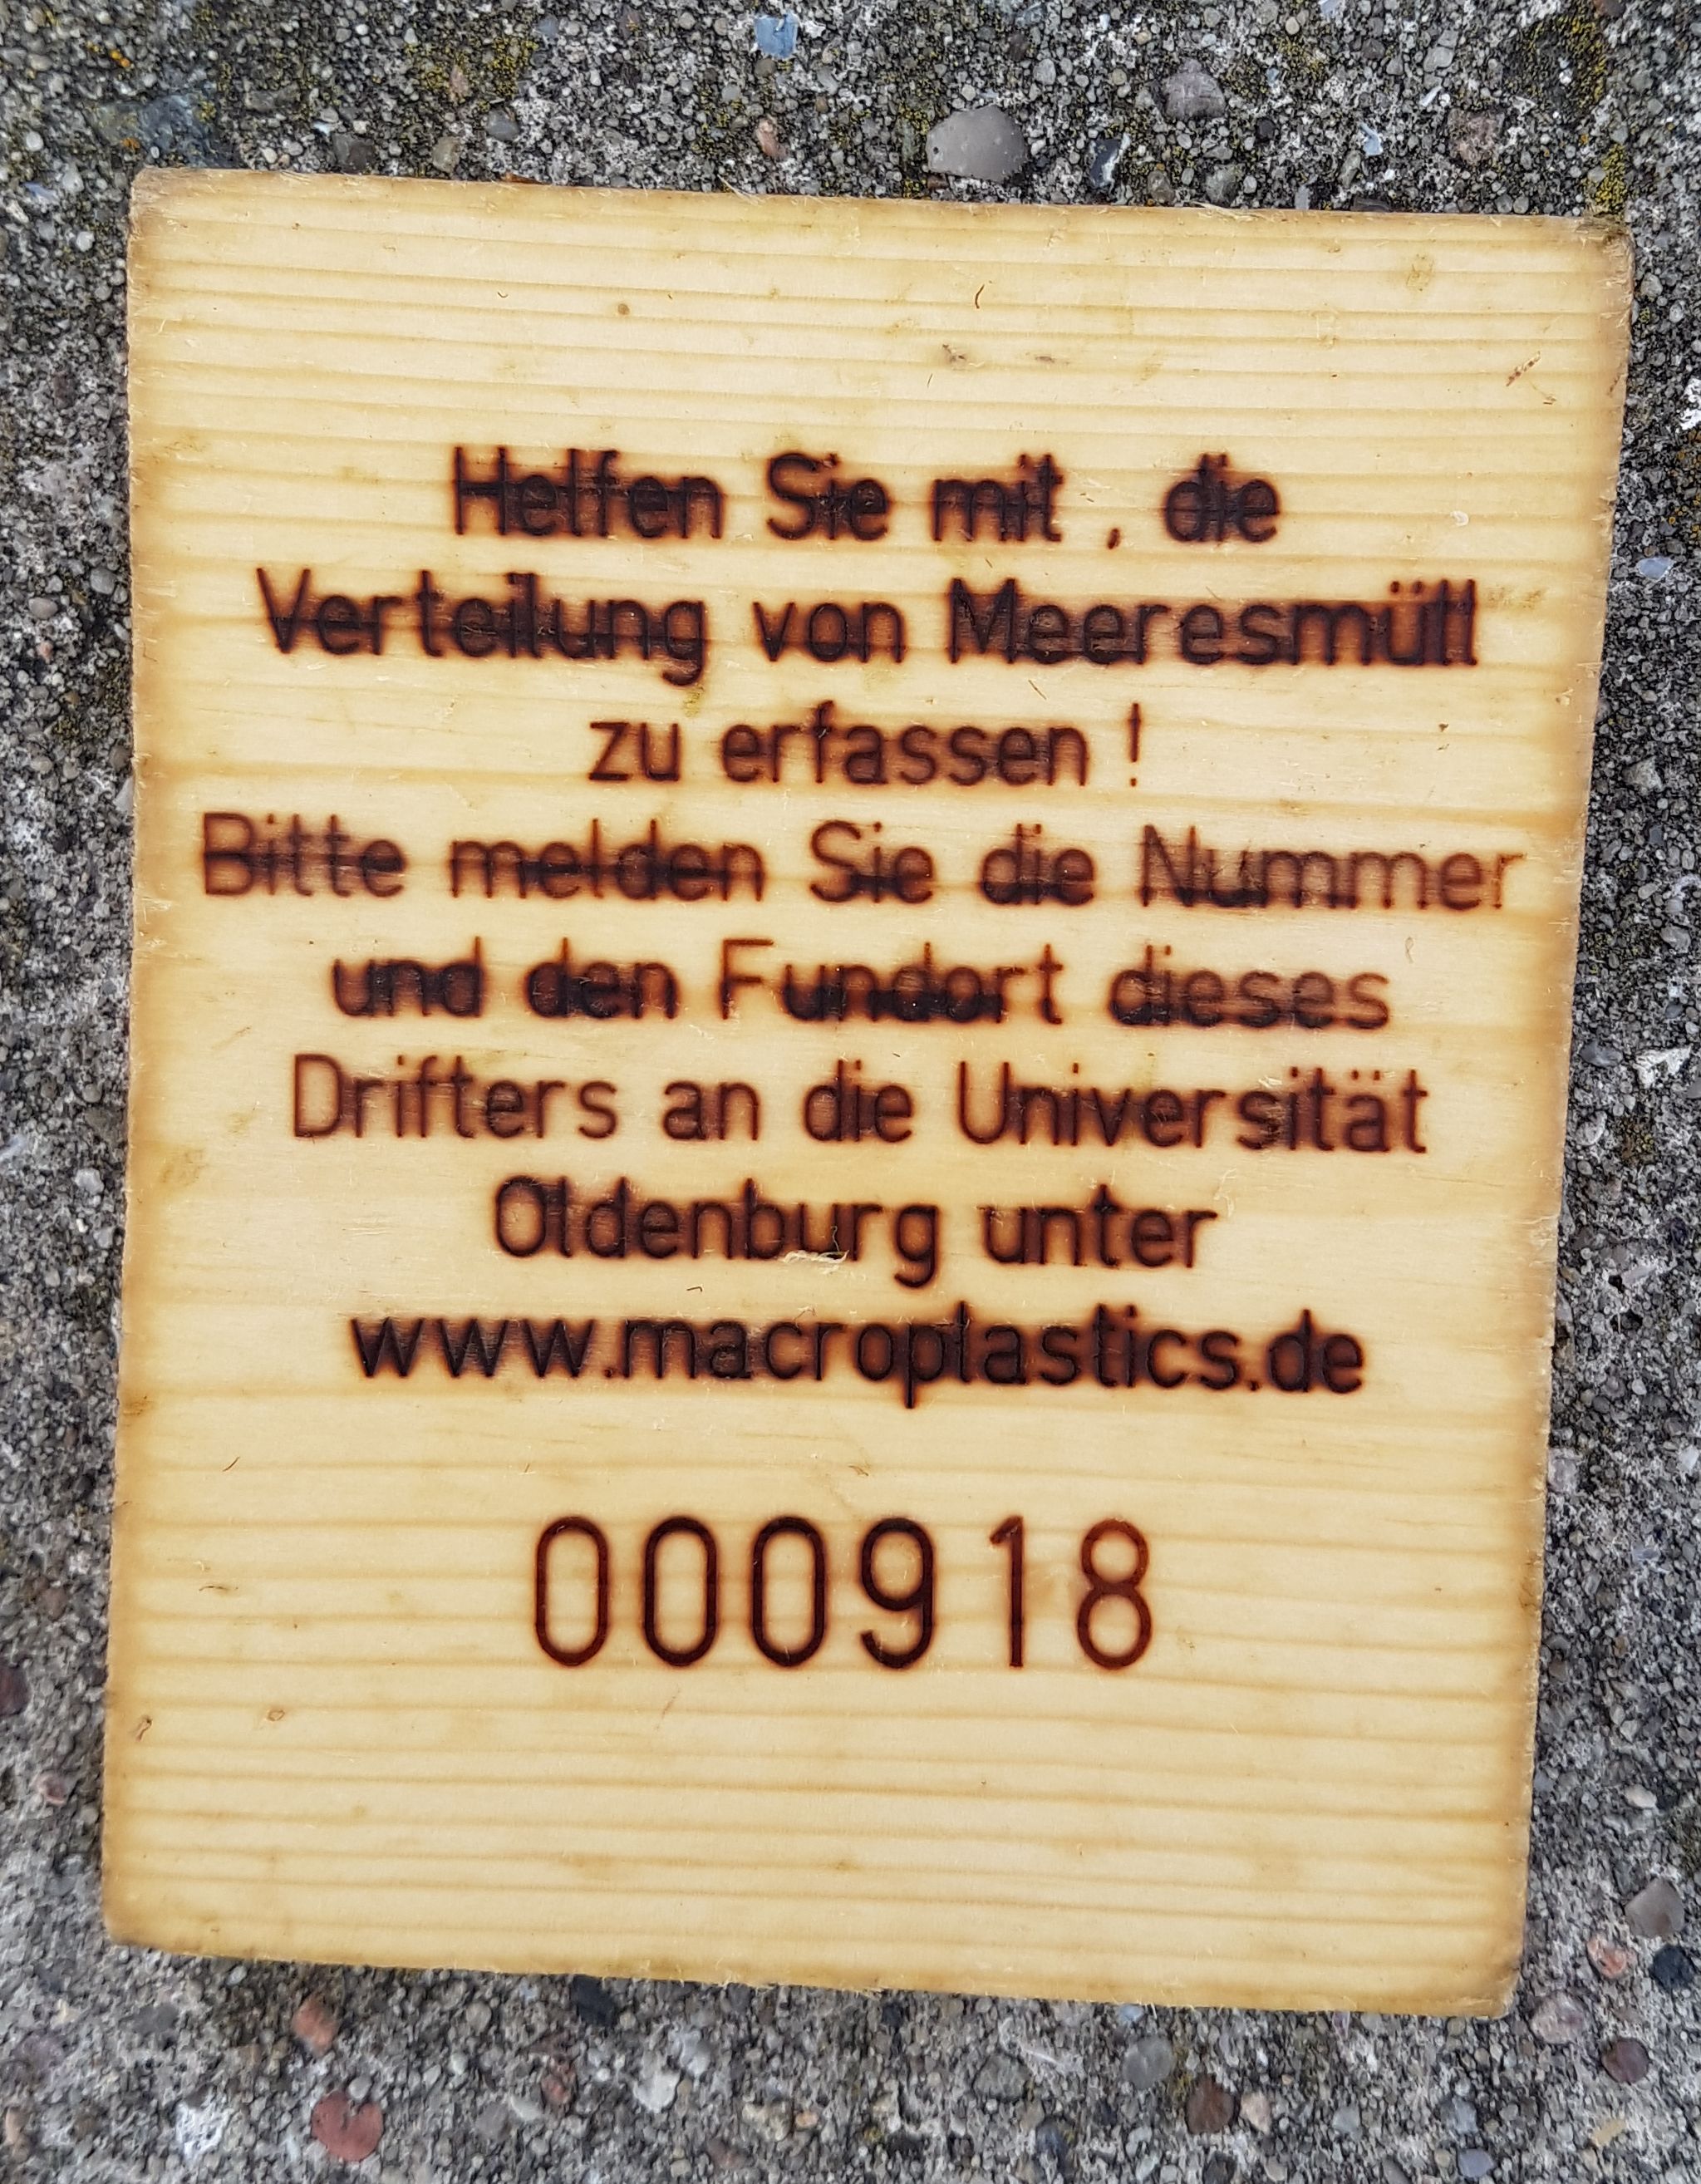 Helfen Sie mit , die
Verteilung von Meeresmüll
zu erfassen !
Bitte melden Sie die Nummer
und den Fundort dieses
Drifters an die Universität
Oldenburg unter
www.macroplastics.de
000918